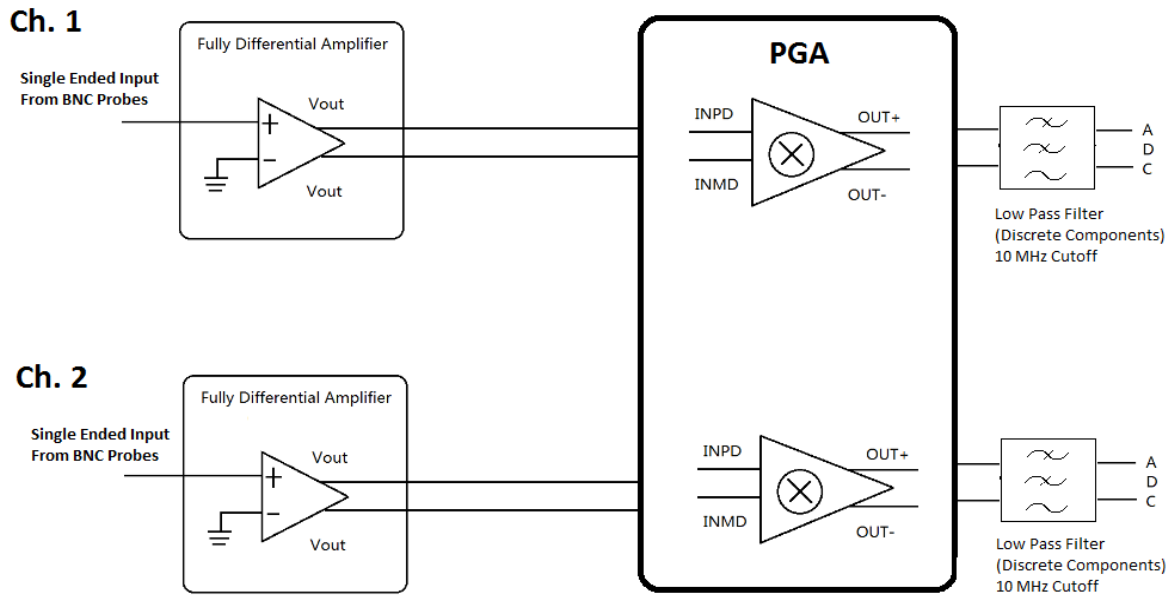 Ch. 1
Fully Differential Amplifier
Single Ended Input
From BNC Probes
Vout
+
-
Vout
PGA
INPD
OUT+
INMD
OUT-
A
D
C
Low Pass Filter
(Discrete Components)
10 MHz Cutoff
Ch. 2
Fully Differential Amplifier
Single Ended Input
From BNC Probes
Vout
+
-
Vout
INPD
OUT+
INMD
OUT-
A
D
C
Low Pass Filter
(Discrete Components)
10 MHz Cutoff